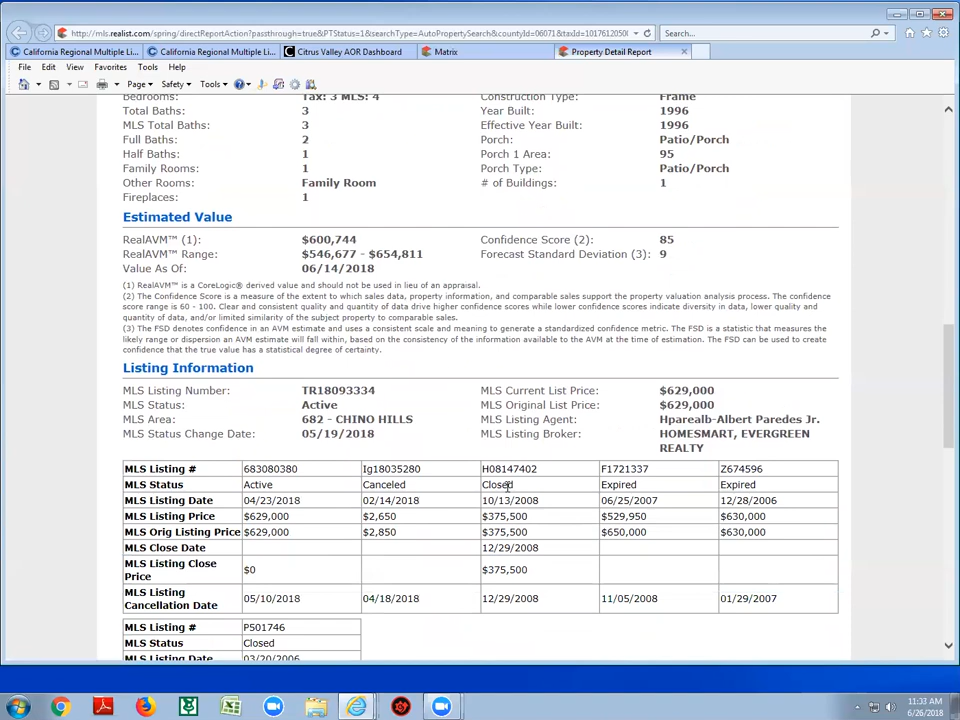 http://mls.realist.com/spring/directReportAction?passthrough=true&PTStatus=1&searchType=AutoPropertySearch&countyId=06071&taxId=10176120500 Search...
California Regional Multiple Li... California Regional Multiple Li... Citrus Valley AOR Dashboard Matrix Property Detail Report
File Edit View Favorites Tools Help
Page Safety Tools
Bedrooms: Tax: 3 MLS: 4 Construction Type: Frame
Total Baths: 3 Year Built: 1996
MLS Total Baths: 3 Effective Year Built: 1996
Full Baths: 2 Porch: Patio/Porch
Half Baths: 1 Porch 1 Area: 95
Family Rooms: 1 Porch Type: Patio/Porch
Other Rooms: Family Room # of Buildings: 1
Fireplaces: 1
Estimated Value
RealAVM™ (1): $600,744 Confidence Score (2): 85
RealAVM™ Range: $546,677 - $654,811 Forecast Standard Deviation (3): 9
Value As Of: 06/14/2018
(1) RealAVM™ is a CoreLogic® derived value and should not be used in lieu of an appraisal.
(2) The Confidence Score is a measure of the extent to which sales data, property information, and comparable sales support the property valuation analysis process. The confidence
score range is 60 - 100. Clear and consistent quality and quantity of data drive higher confidence scores while lower confidence scores indicate diversity in data, lower quality and
quantity of data, and/or limited similarity of the subject property to comparable sales.
(3) The FSD denotes confidence in an AVM estimate and uses a consistent scale and meaning to generate a standardized confidence metric. The FSD is a statistic that measures the
likely range or dispersion an AVM estimate will fall within, based on the consistency of the information available to the AVM at the time of estimation. The FSD can be used to create
confidence that the true value has a statistical degree of certainty.
Listing Information
MLS Listing Number: TR18093334 MLS Current List Price: $629,000
MLS Status: Active MLS Original List Price: $629,000
MLS Area: 682 - CHINO HILLS MLS Listing Agent: Hparealb-Albert Paredes Jr.
MLS Status Change Date: 05/19/2018 MLS Listing Broker: HOMESMART, EVERGREEN
REALTY
MLS Listing # 683080380 Ig18035280 H08147402 F1721337 Z674596
MLS Status Active Canceled Closed Expired Expired
MLS Listing Date 04/23/2018 02/14/2018 10/13/2008 06/25/2007 12/28/2006
MLS Listing Price $629,000 $2,650 $375,500 $529,950 $630,000
MLS Orig Listing Price $629,000 $2,850 $375,500 $650,000 $630,000
MLS Close Date 12/29/2008
MLS Listing Close
Price $0 $375,500
MLS Listing
Cancellation Date 05/10/2018 04/18/2018 12/29/2008 11/05/2008 01/29/2007
MLS Listing # P501746
MLS Status Closed
MLS Listing Date 03/20/2006
11:33 AM
6/26/2018